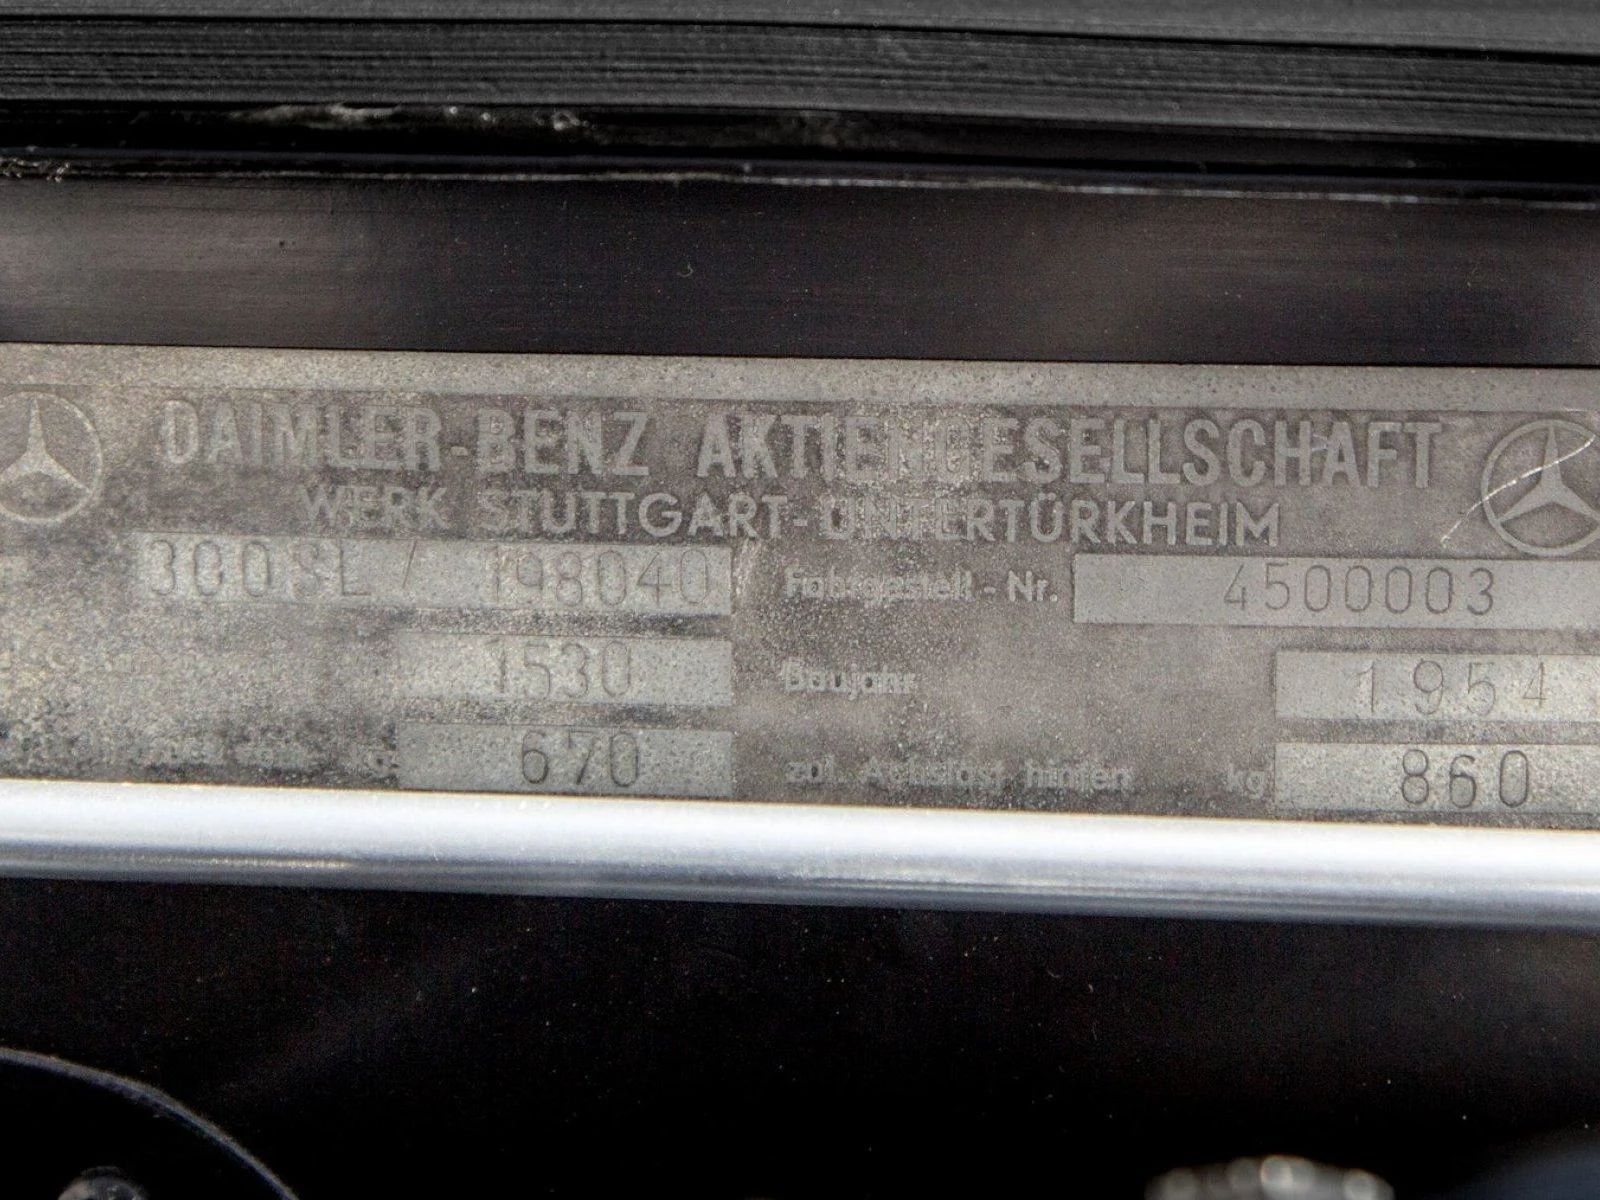 DAIMLER-BENZ AKTIENGESELLSCHAFT
WERK STUTTGART-UNTERTÜRKHEIM
300SL / 198040 Fahrgestell - Nr. 4500003
1530 Baujahr 1954
kg 670 zul. Achslast hinten kg 860